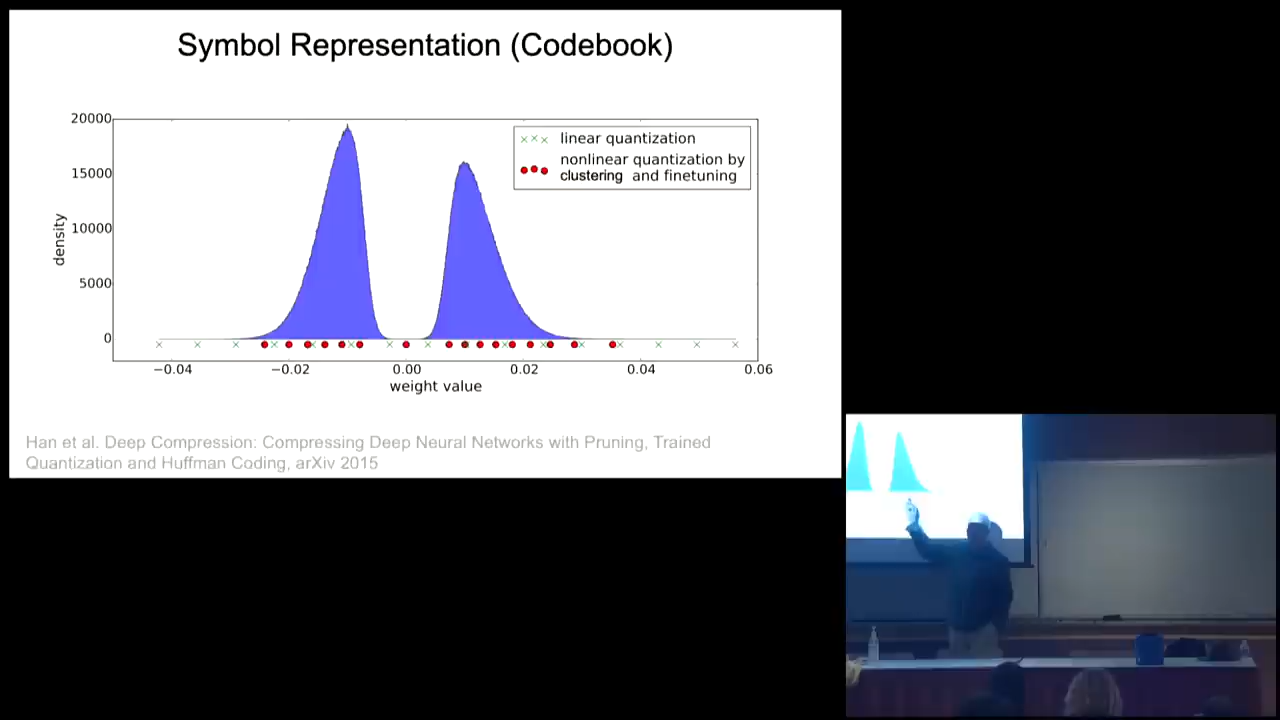 Symbol Representation (Codebook)
20000
15000
10000
5000
0
density
linear quantization
nonlinear quantization by
clustering and finetuning
−0.04 −0.02 0.00 0.02 0.04 0.06
weight value
Han et al. Deep Compression: Compressing Deep Neural Networks with Pruning, Trained
Quantization and Huffman Coding, arXiv 2015